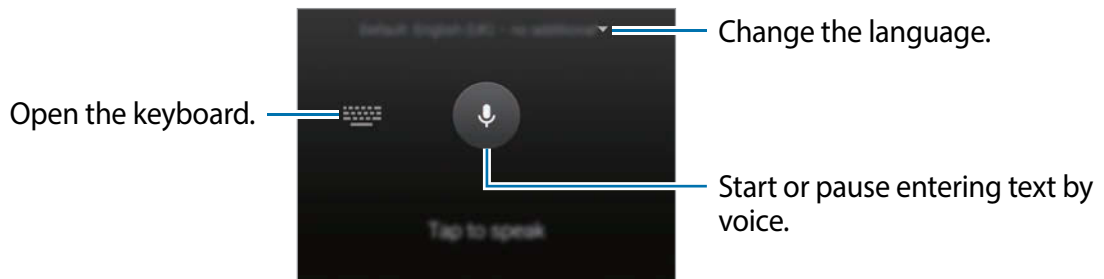 Change the language.
Open the keyboard.
Start or pause entering text by
voice.
Tap to speak